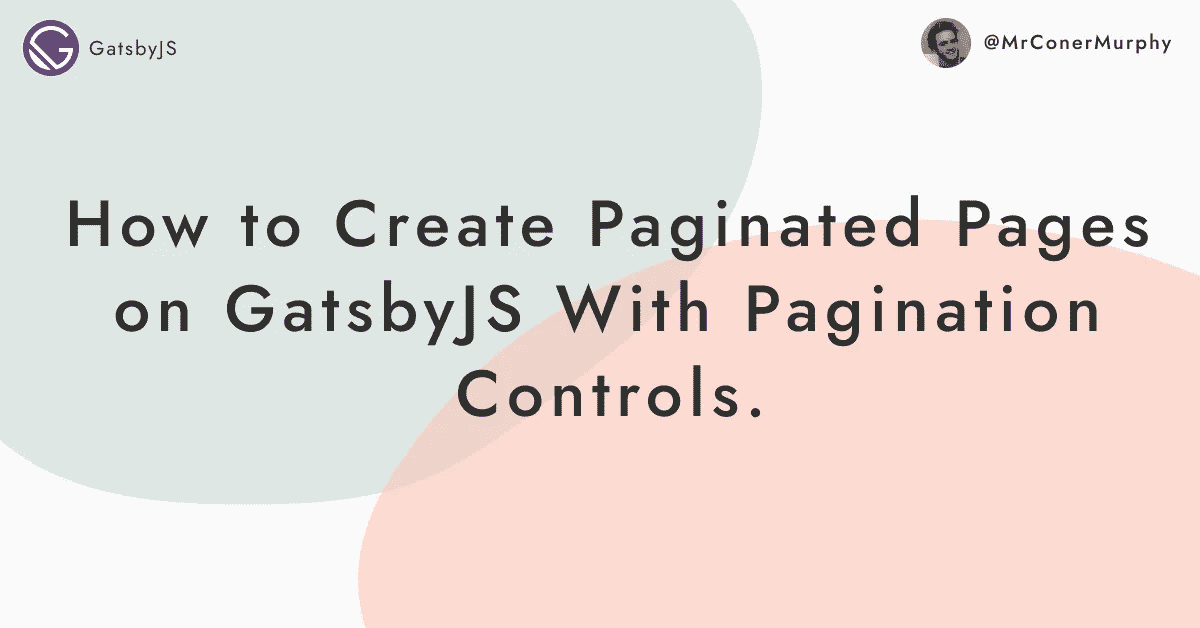 GatsbyJS
@MrConerMurphy
How to Create Paginated Pages
on GatsbyJS With Pagination
Controls.